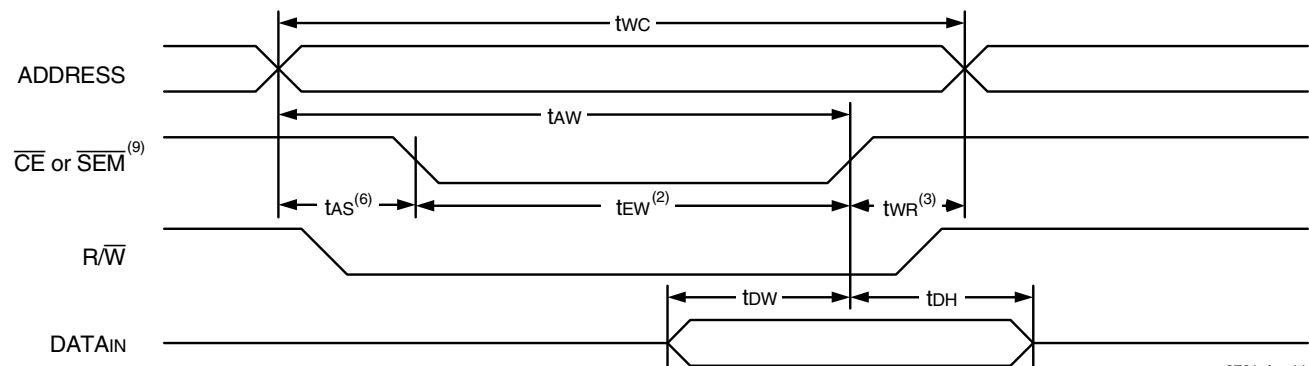 tWC
ADDRESS
tAW
CE or SEM(9)
tAS(6)
tEW(2)
tWR(3)
R/W
tDW
tDH
DATAIN